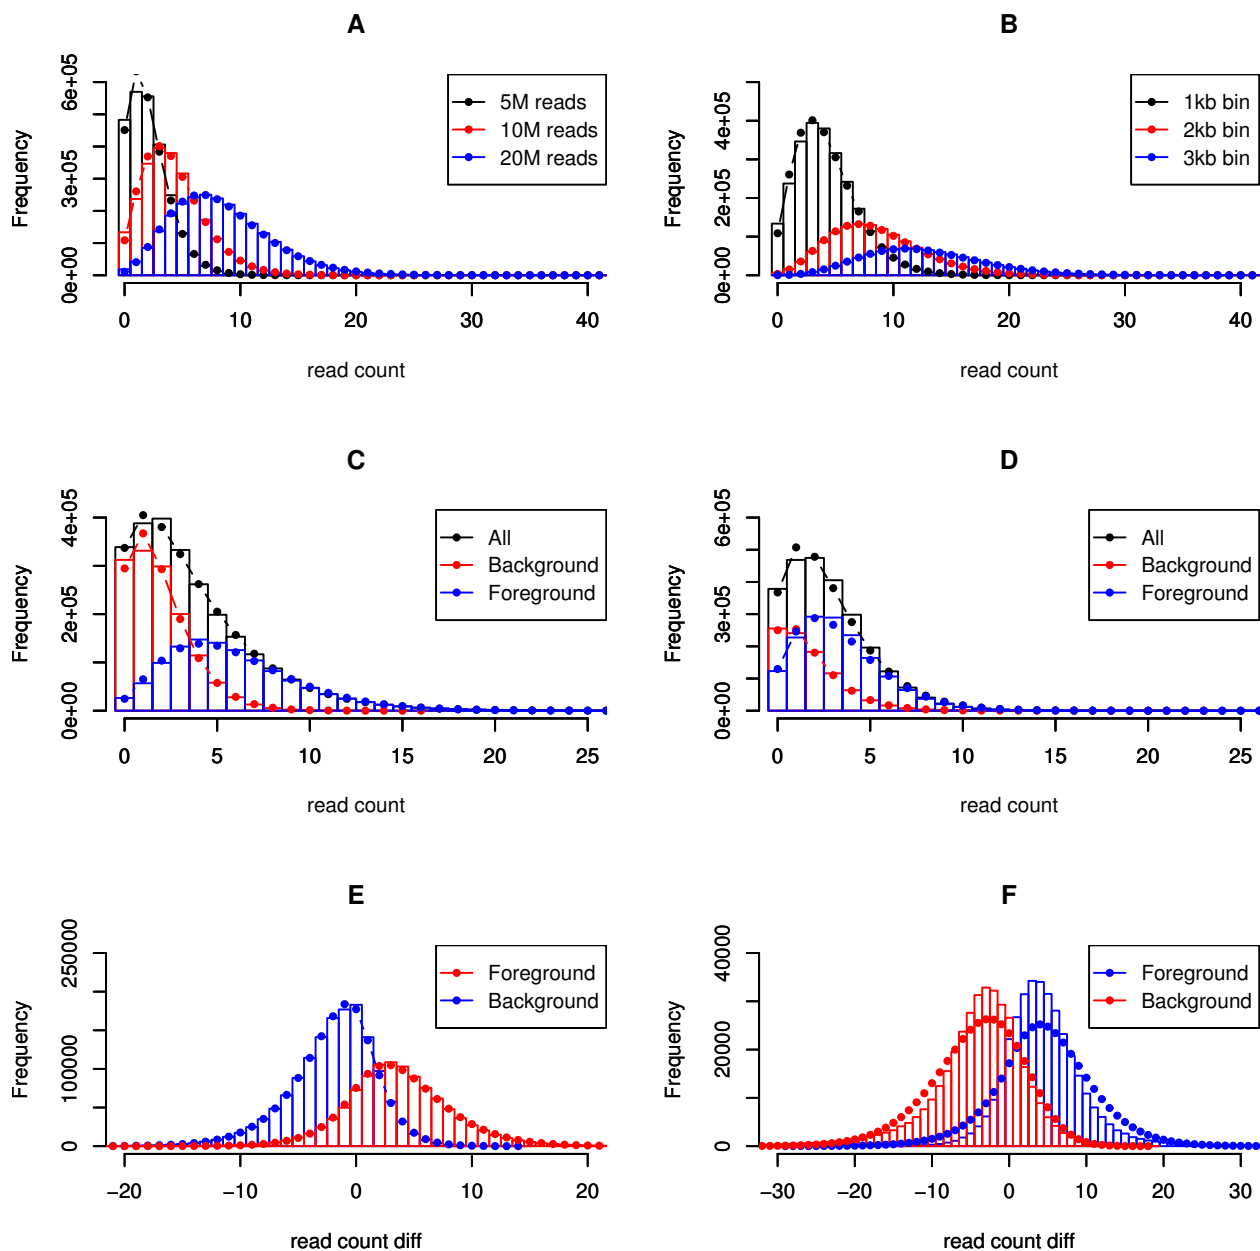 A
Frequency
0e+00 3e+05 6e+05
5M reads
10M reads
20M reads
0 10 20 30 40
read count
B
Frequency
0e+00 2e+05 4e+05
1kb bin
2kb bin
3kb bin
0 10 20 30 40
read count
C
Frequency
0e+00 2e+05 4e+05
All
Background
Foreground
0 5 10 15 20 25
read count
D
Frequency
0e+00 3e+05 6e+05
All
Background
Foreground
0 5 10 15 20 25
read count
E
Frequency
0 100000 250000
Foreground
Background
−20 −10 0 10 20
read count diff
F
Frequency
0 20000 40000
Foreground
Background
−30 −20 −10 0 10 20 30
read count diff